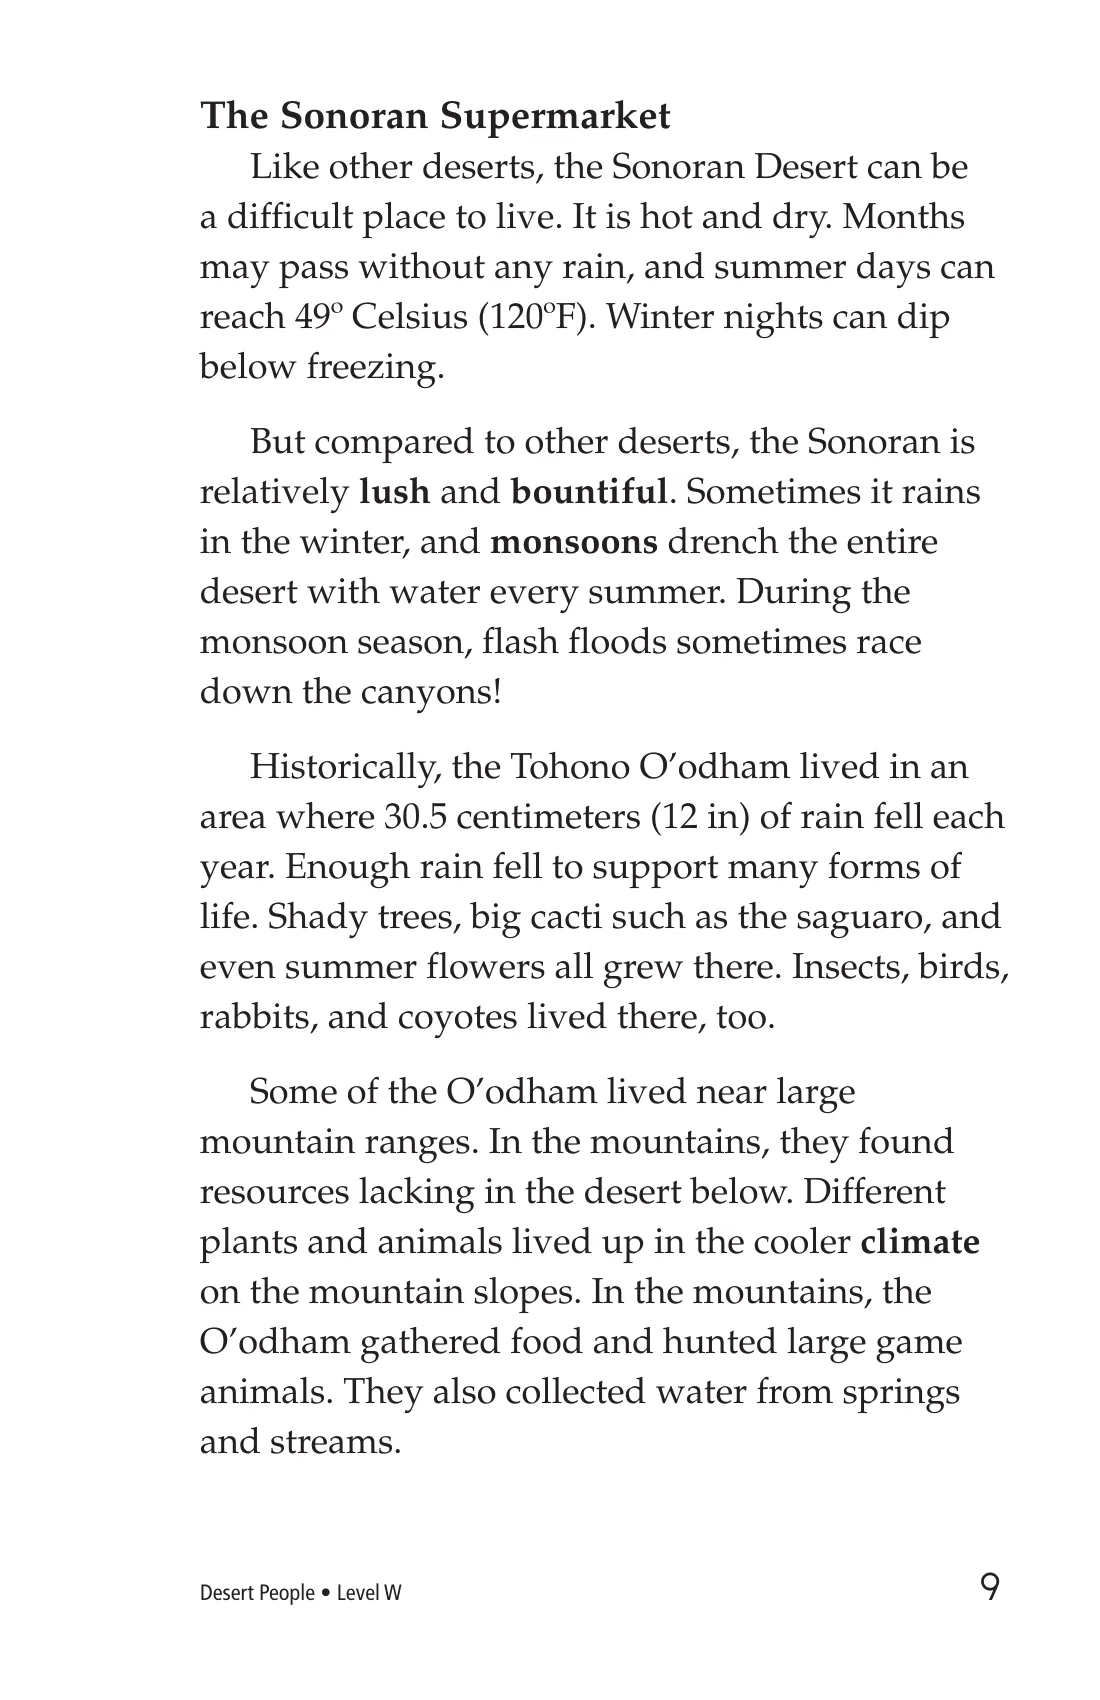 The Sonoran Supermarket
Like other deserts, the Sonoran Desert can be
a difficult place to live. It is hot and dry. Months
may pass without any rain, and summer days can
reach 49º Celsius (120ºF). Winter nights can dip
below freezing.
But compared to other deserts, the Sonoran is
relatively lush and bountiful. Sometimes it rains
in the winter, and monsoons drench the entire
desert with water every summer. During the
monsoon season, flash floods sometimes race
down the canyons!
Historically, the Tohono O’odham lived in an
area where 30.5 centimeters (12 in) of rain fell each
year. Enough rain fell to support many forms of
life. Shady trees, big cacti such as the saguaro, and
even summer flowers all grew there. Insects, birds,
rabbits, and coyotes lived there, too.
Some of the O’odham lived near large
mountain ranges. In the mountains, they found
resources lacking in the desert below. Different
plants and animals lived up in the cooler climate
on the mountain slopes. In the mountains, the
O’odham gathered food and hunted large game
animals. They also collected water from springs
and streams.
Desert People • Level W 9